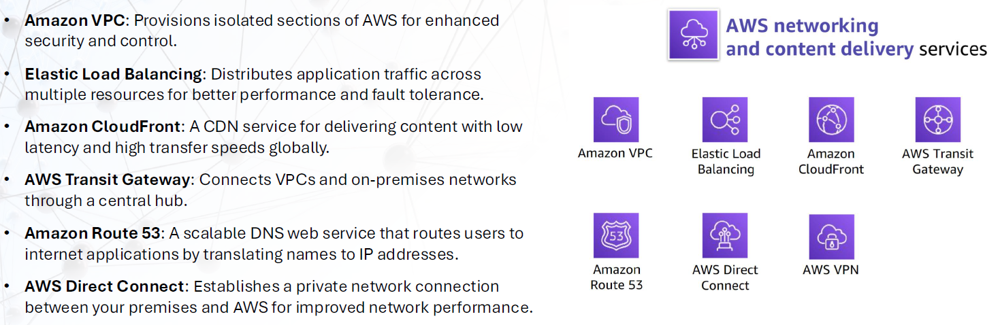 • Amazon VPC: Provisions isolated sections of AWS for enhanced
security and control.
• Elastic Load Balancing: Distributes application traffic across
multiple resources for better performance and fault tolerance.
• Amazon CloudFront: A CDN service for delivering content with low
latency and high transfer speeds globally.
• AWS Transit Gateway: Connects VPCs and on-premises networks
through a central hub.
• Amazon Route 53: A scalable DNS web service that routes users to
internet applications by translating names to IP addresses.
• AWS Direct Connect: Establishes a private network connection
between your premises and AWS for improved network performance.
AWS networking
and content delivery services
Amazon VPC
Elastic Load
Balancing
Amazon
CloudFront
AWS Transit
Gateway
53
Amazon
Route 53
AWS Direct
Connect
AWS VPN